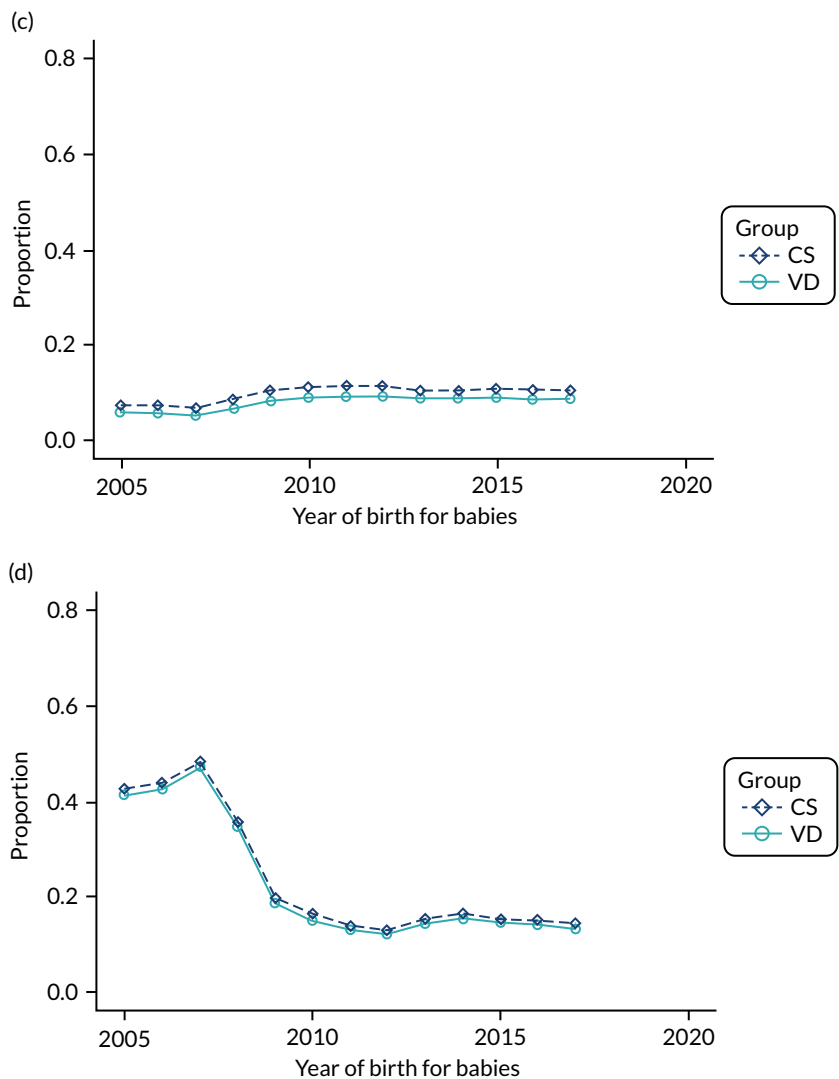 (c)
0.8
0.6
0.4
0.2
0.0
Proportion
2005 2010 2015 2020
Year of birth for babies
Group
CS
VD
(d)
0.8
0.6
0.4
0.2
0.0
Proportion
2005 2010 2015 2020
Year of birth for babies
Group
CS
VD